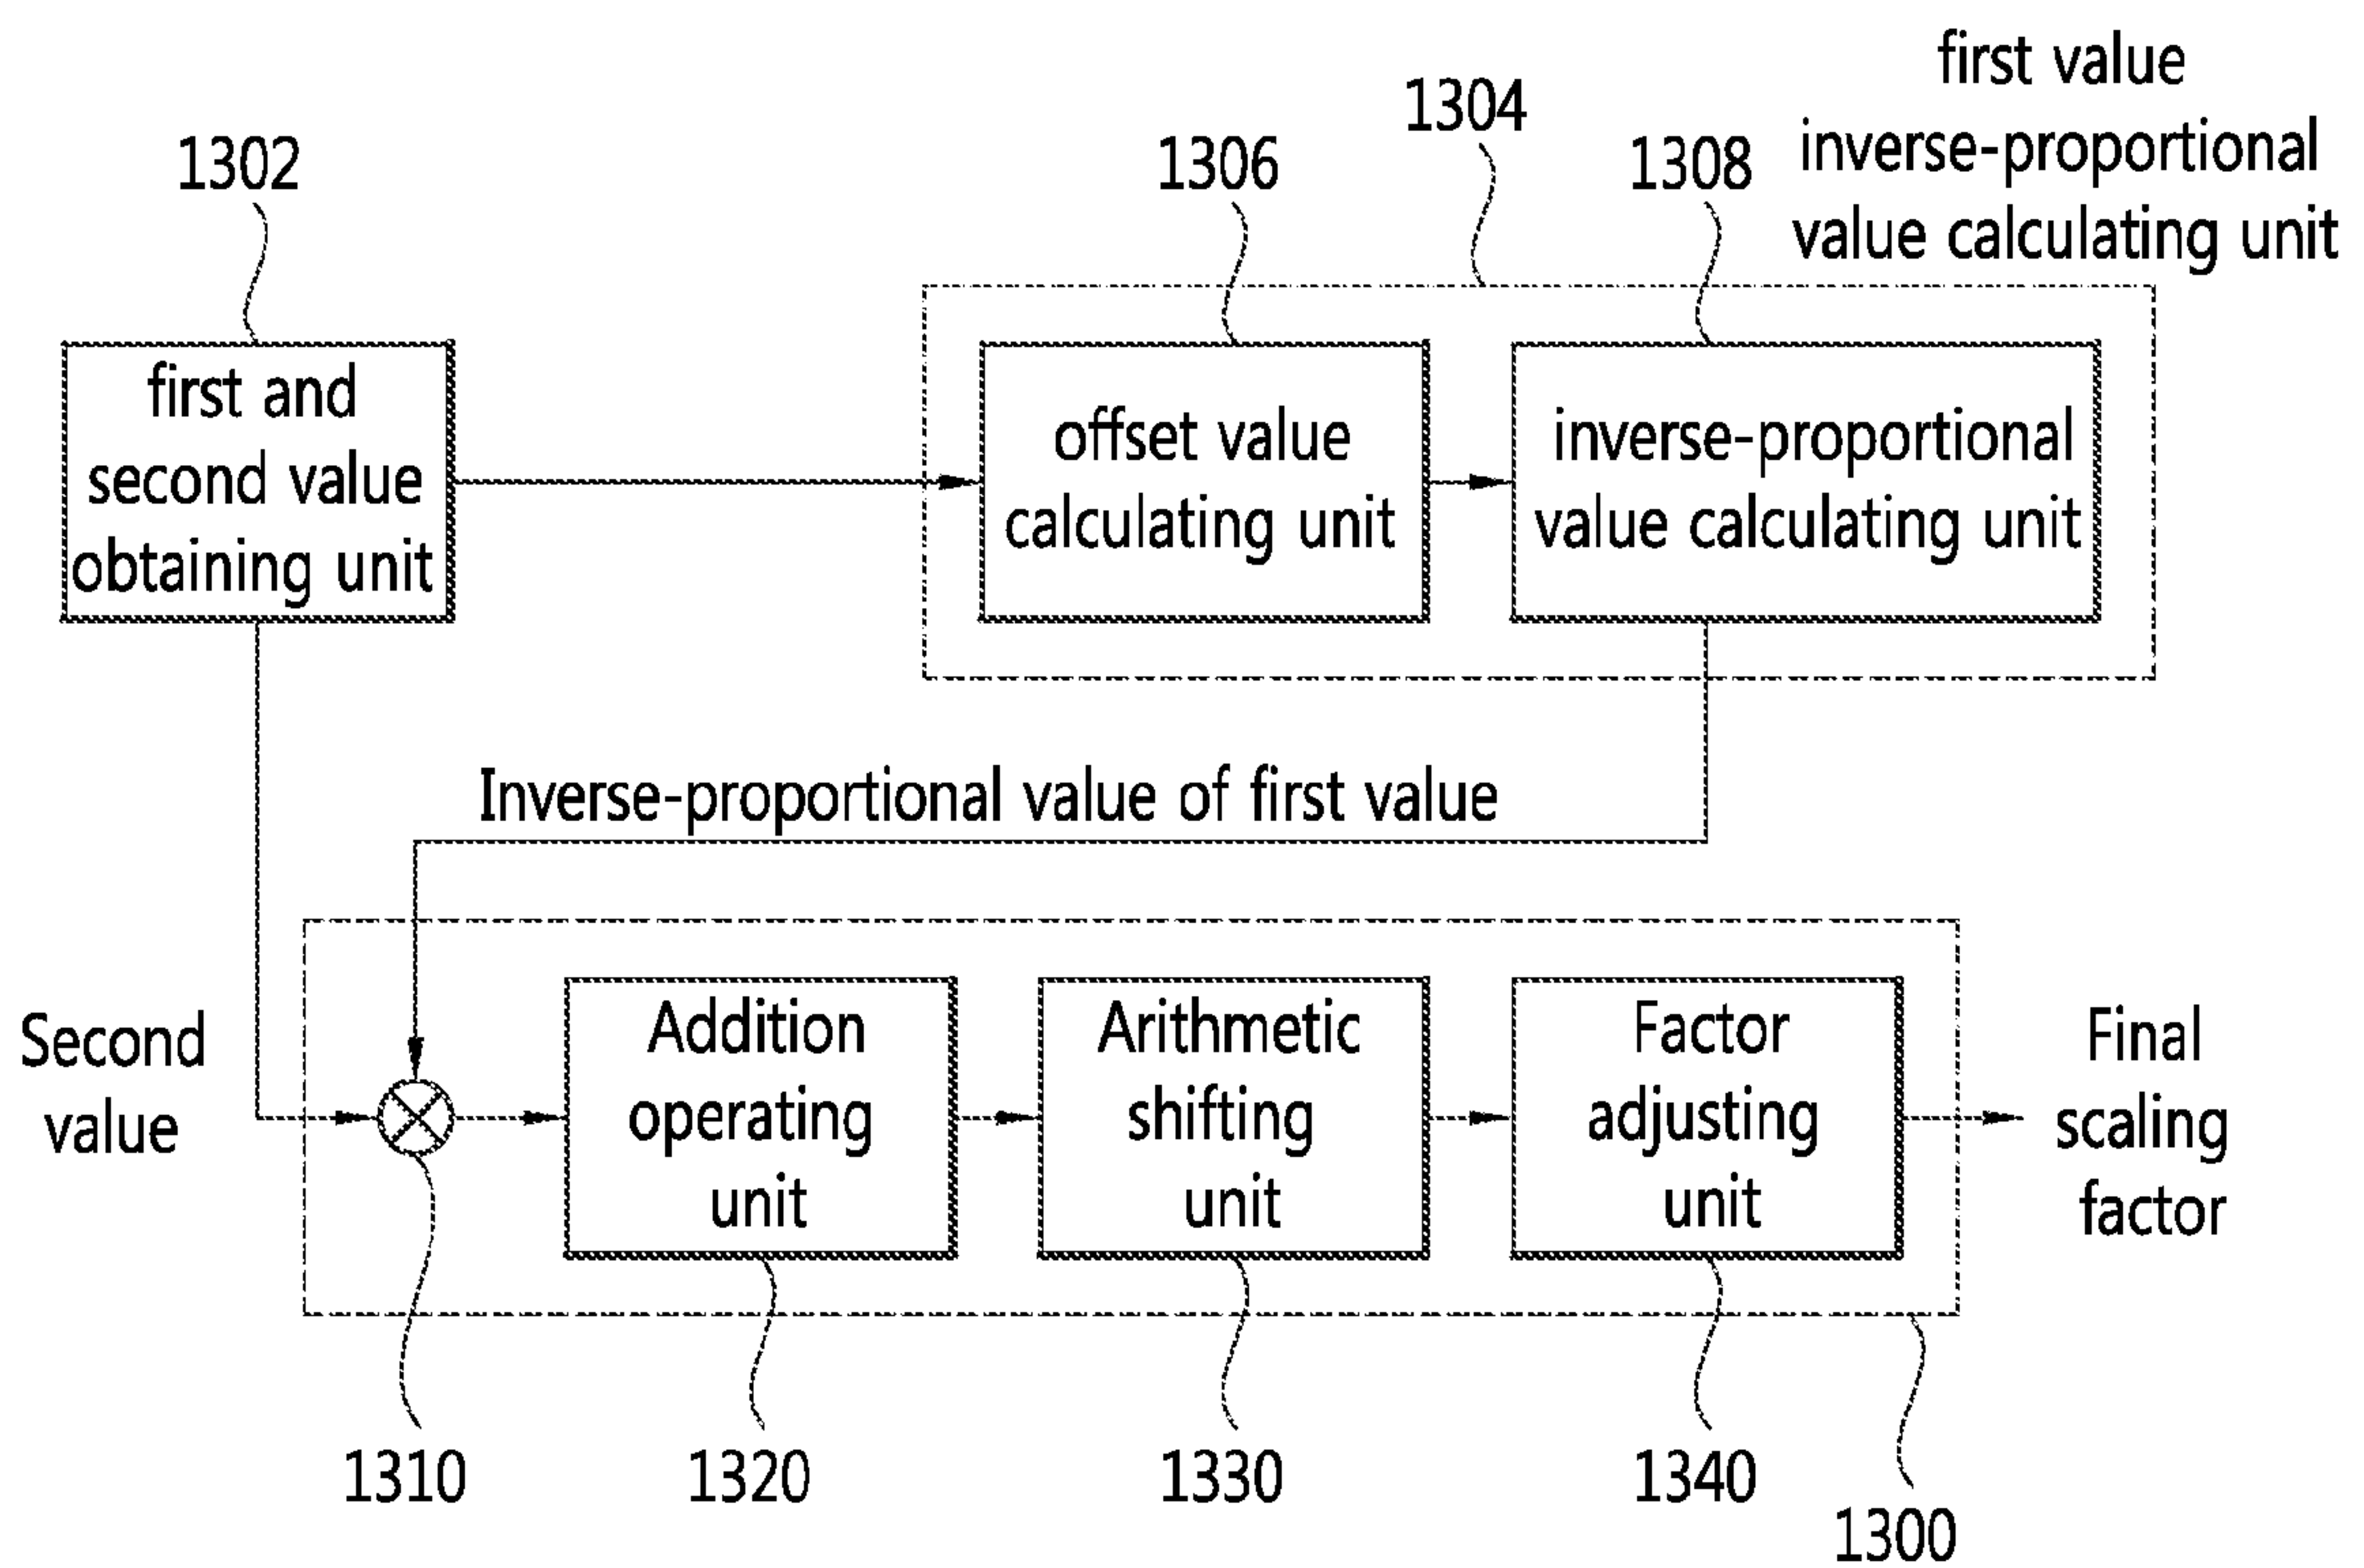 first value
inverse-proportional
value calculating unit
1304
1302
1306
1308
first and
second value
obtaining unit
offset value
calculating unit
inverse-proportional
value calculating unit
Inverse-proportional value of first value
Second
value
Addition
operating
unit
Arithmetic
shifting
unit
Factor
adjusting
unit
Final
scaling
factor
1310
1320
1330
1340
1300